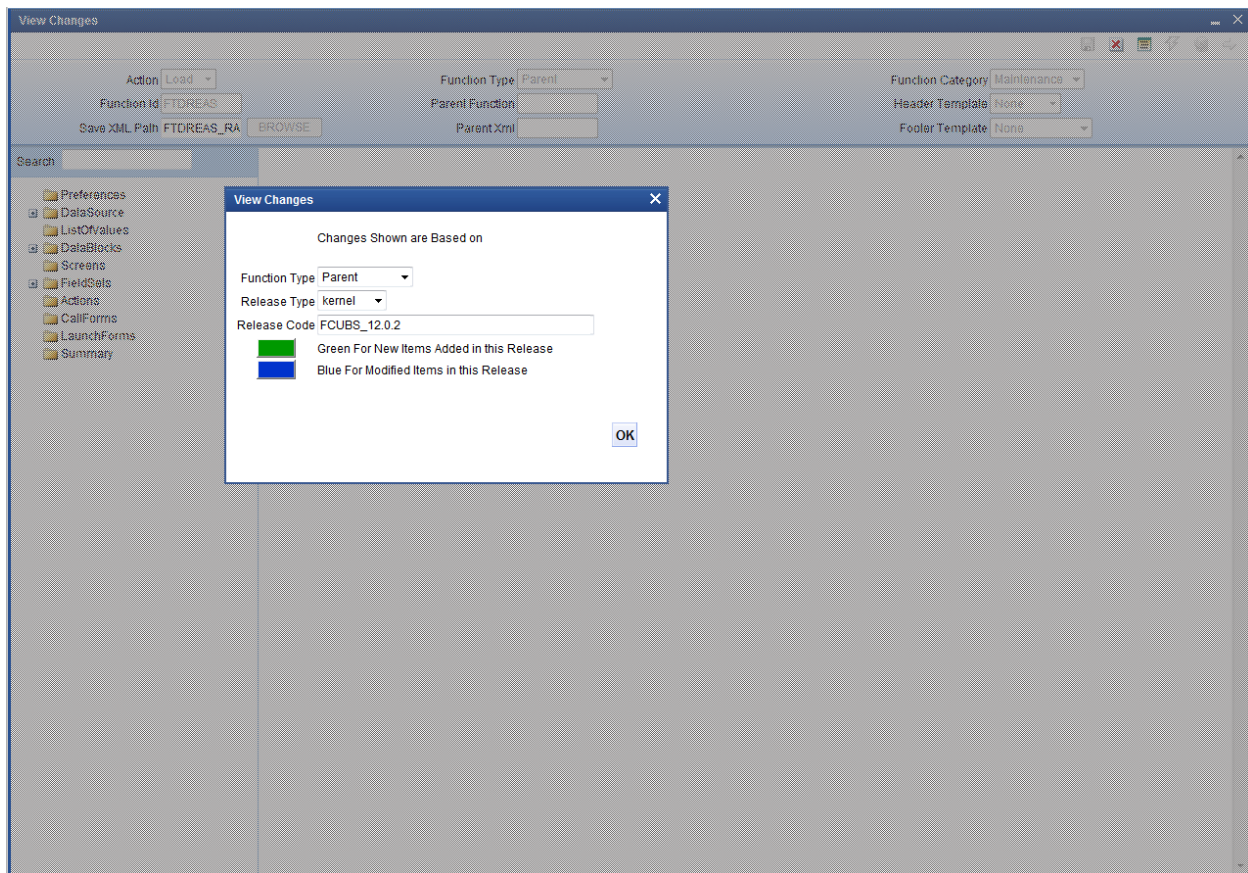 View Changes
Action Load Function Type Parent Function Category Maintenance
Function Id FTDREAS Parent Function Header Template None
Save XML Path FTDREAS_RA BROWSE Parent Xml Footer Template None
Search
Preferences
DataSource
ListOfValues
DataBlocks
Screens
FieldSets
Actions
CallForms
LaunchForms
Summary
View Changes
Changes Shown are Based on
Function Type Parent
Release Type kernel
Release Code FCUBS_12.0.2
Green For New Items Added in this Release
Blue For Modified Items in this Release
OK